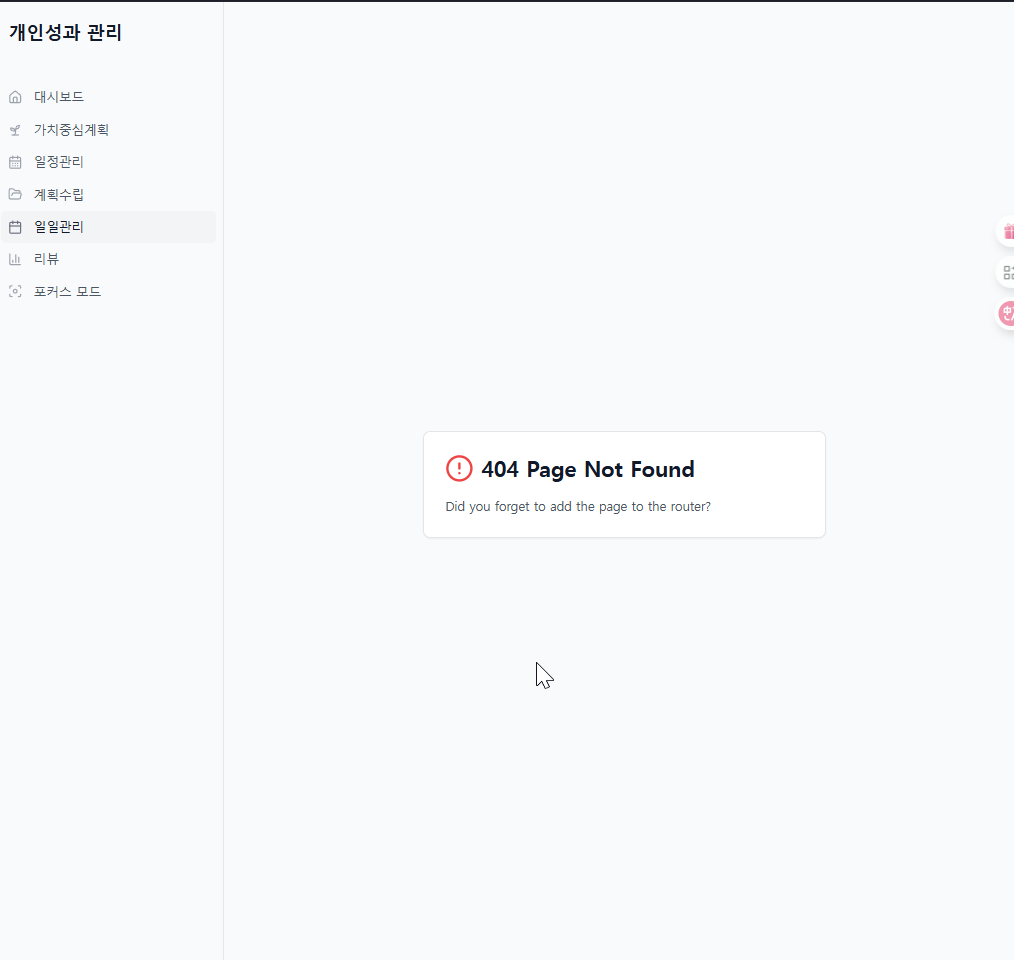 개인성과 관리
대시보드
가치중심계획
일정관리
계획수립
일일관리
리뷰
포커스 모드
404 Page Not Found
Did you forget to add the page to the router?